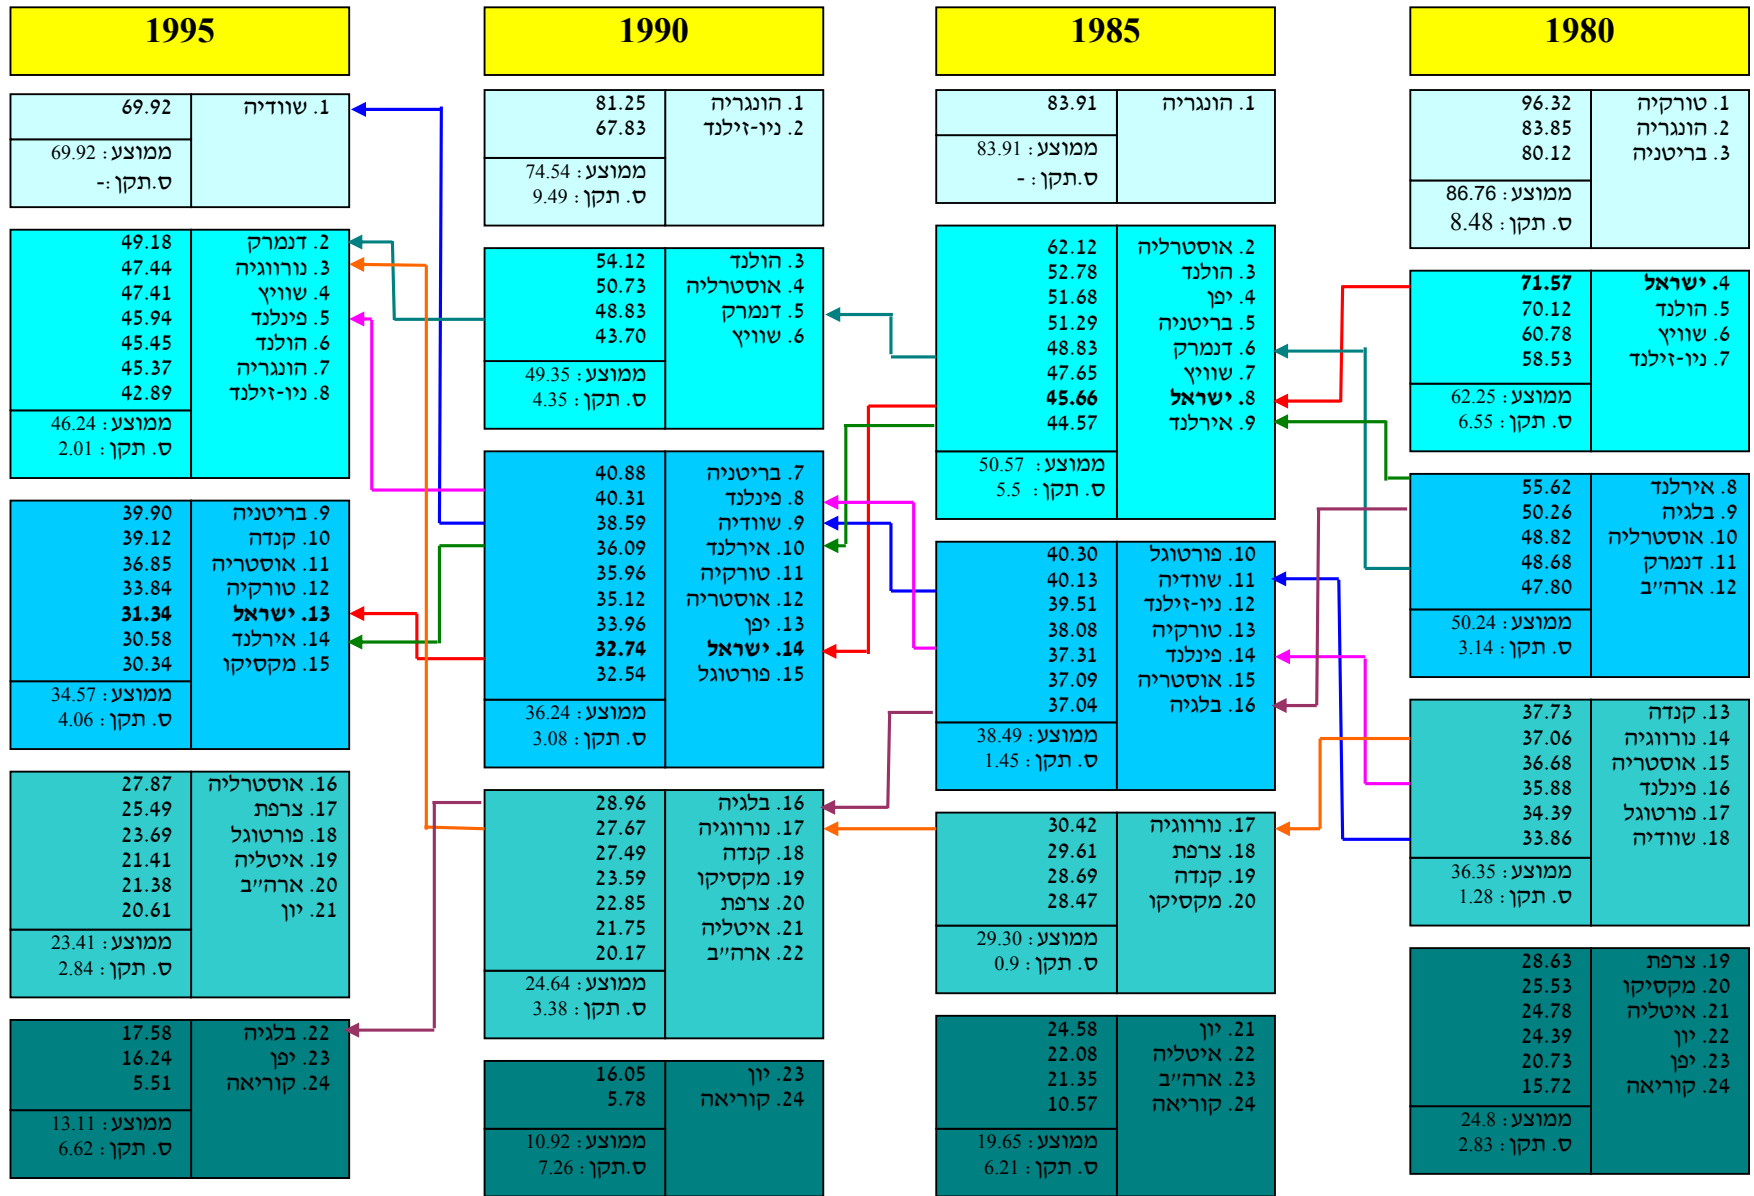 1980
1. טורקיה 96.32
2. הונגריה 83.85
3. בריטניה 80.12
ממוצע: 86.76
ס. תקן: 8.48
4. ישראל 71.57
5. הולנד 70.12
6. שוויץ 60.78
7. ניו-זילנד 58.53
ממוצע: 62.25
ס. תקן: 6.55
8. אירלנד 55.62
9. בלגיה 50.26
10. אוסטרליה 48.82
11. דנמרק 48.68
12. ארה״ב 47.80
ממוצע: 50.24
ס. תקן: 3.14
13. קנדה 37.73
14. נורווגיה 37.06
15. אוסטריה 36.68
16. פינלנד 35.88
17. פורטוגל 34.39
18. שוודיה 33.86
ממוצע: 36.35
ס. תקן: 1.28
19. צרפת 28.63
20. מקסיקו 25.53
21. איטליה 24.78
22. יון 24.39
23. יפן 20.73
24. קוריאה 15.72
ממוצע: 24.8
ס. תקן: 2.83
1985
1. הונגריה 83.91
ממוצע: 83.91
ס.תקן: -
2. אוסטרליה 62.12
3. הולנד 52.78
4. יפן 51.68
5. בריטניה 51.29
6. דנמרק 48.83
7. שוויץ 47.65
8. ישראל 45.66
9. אירלנד 44.57
ממוצע: 50.57
ס. תקן: 5.5
10. פורטוגל 40.30
11. שוודיה 40.13
12. ניו-זילנד 39.51
13. טורקיה 38.08
14. פינלנד 37.31
15. אוסטריה 37.09
16. בלגיה 37.04
ממוצע: 38.49
ס. תקן: 1.45
17. נורווגיה 30.42
18. צרפת 29.61
19. קנדה 28.69
20. מקסיקו 28.47
ממוצע: 29.30
ס. תקן: 0.9
21. יון 24.58
22. איטליה 22.08
23. ארה״ב 21.35
24. קוריאה 10.57
ממוצע: 19.65
ס. תקן: 6.21
1990
1. הונגריה 81.25
2. ניו-זילנד 67.83
ממוצע: 74.54
ס. תקן: 9.49
3. הולנד 54.12
4. אוסטרליה 50.73
5. דנמרק 48.83
6. שוויץ 43.70
ממוצע: 49.35
ס. תקן: 4.35
7. בריטניה 40.88
8. פינלנד 40.31
9. שוודיה 38.59
10. אירלנד 36.09
11. טורקיה 35.96
12. אוסטריה 35.12
13. יפן 33.96
14. ישראל 32.74
15. פורטוגל 32.54
ממוצע: 36.24
ס. תקן: 3.08
16. בלגיה 28.96
17. נורווגיה 27.67
18. קנדה 27.49
19. מקסיקו 23.59
20. צרפת 22.85
21. איטליה 21.75
22. ארה״ב 20.17
ממוצע: 24.64
ס. תקן: 3.38
23. יון 16.05
24. קוריאה 5.78
ממוצע: 10.92
ס.תקן: 7.26
1995
1. שוודיה 69.92
ממוצע: 69.92
ס.תקן: -
2. דנמרק 49.18
3. נורווגיה 47.44
4. שוויץ 47.41
5. פינלנד 45.94
6. הולנד 45.45
7. הונגריה 45.37
8. ניו-זילנד 42.89
ממוצע: 46.24
ס. תקן: 2.01
9. בריטניה 39.90
10. קנדה 39.12
11. אוסטריה 36.85
12. טורקיה 33.84
13. ישראל 31.34
14. אירלנד 30.58
15. מקסיקו 30.34
ממוצע: 34.57
ס. תקן: 4.06
16. אוסטרליה 27.87
17. צרפת 25.49
18. פורטוגל 23.69
19. איטליה 21.41
20. ארה״ב 21.38
21. יון 20.61
ממוצע: 23.41
ס. תקן: 2.84
22. בלגיה 17.58
23. יפן 16.24
24. קוריאה 5.51
ממוצע: 13.11
ס. תקן: 6.62